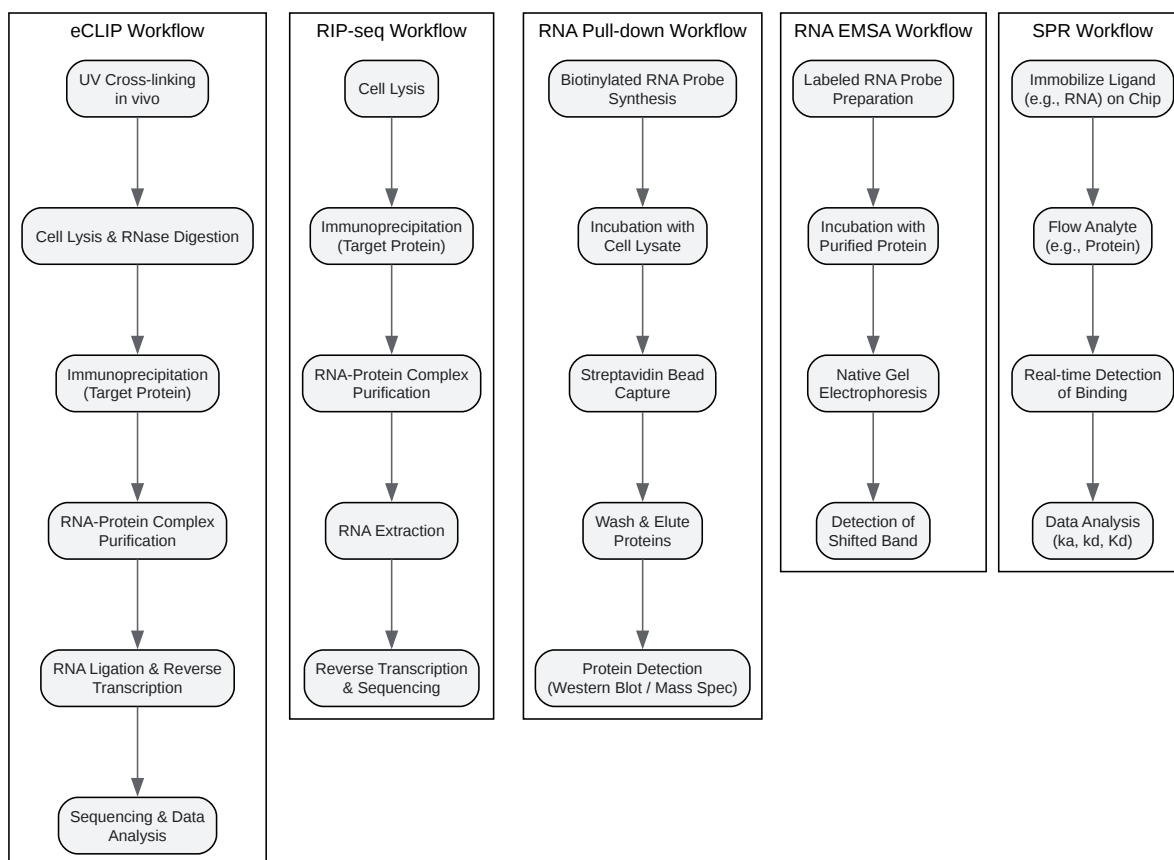 eCLIP Workflow
UV Cross-linking
in vivo
Cell Lysis & RNase Digestion
Immunoprecipitation
(Target Protein)
RNA-Protein Complex
Purification
RNA Ligation & Reverse
Transcription
Sequencing & Data
Analysis
RIP-seq Workflow
Cell Lysis
Immunoprecipitation
(Target Protein)
RNA-Protein Complex
Purification
RNA Extraction
Reverse Transcription
& Sequencing
RNA Pull-down Workflow
Biotinylated RNA Probe
Synthesis
Incubation with
Cell Lysate
Streptavidin Bead
Capture
Wash & Elute
Proteins
Protein Detection
(Western Blot / Mass Spec)
RNA EMSA Workflow
Labeled RNA Probe
Preparation
Incubation with
Purified Protein
Native Gel
Electrophoresis
Detection of
Shifted Band
SPR Workflow
Immobilize Ligand
(e.g., RNA) on Chip
Flow Analyte
(e.g., Protein)
Real-time Detection
of Binding
Data Analysis
(ka, kd, Kd)